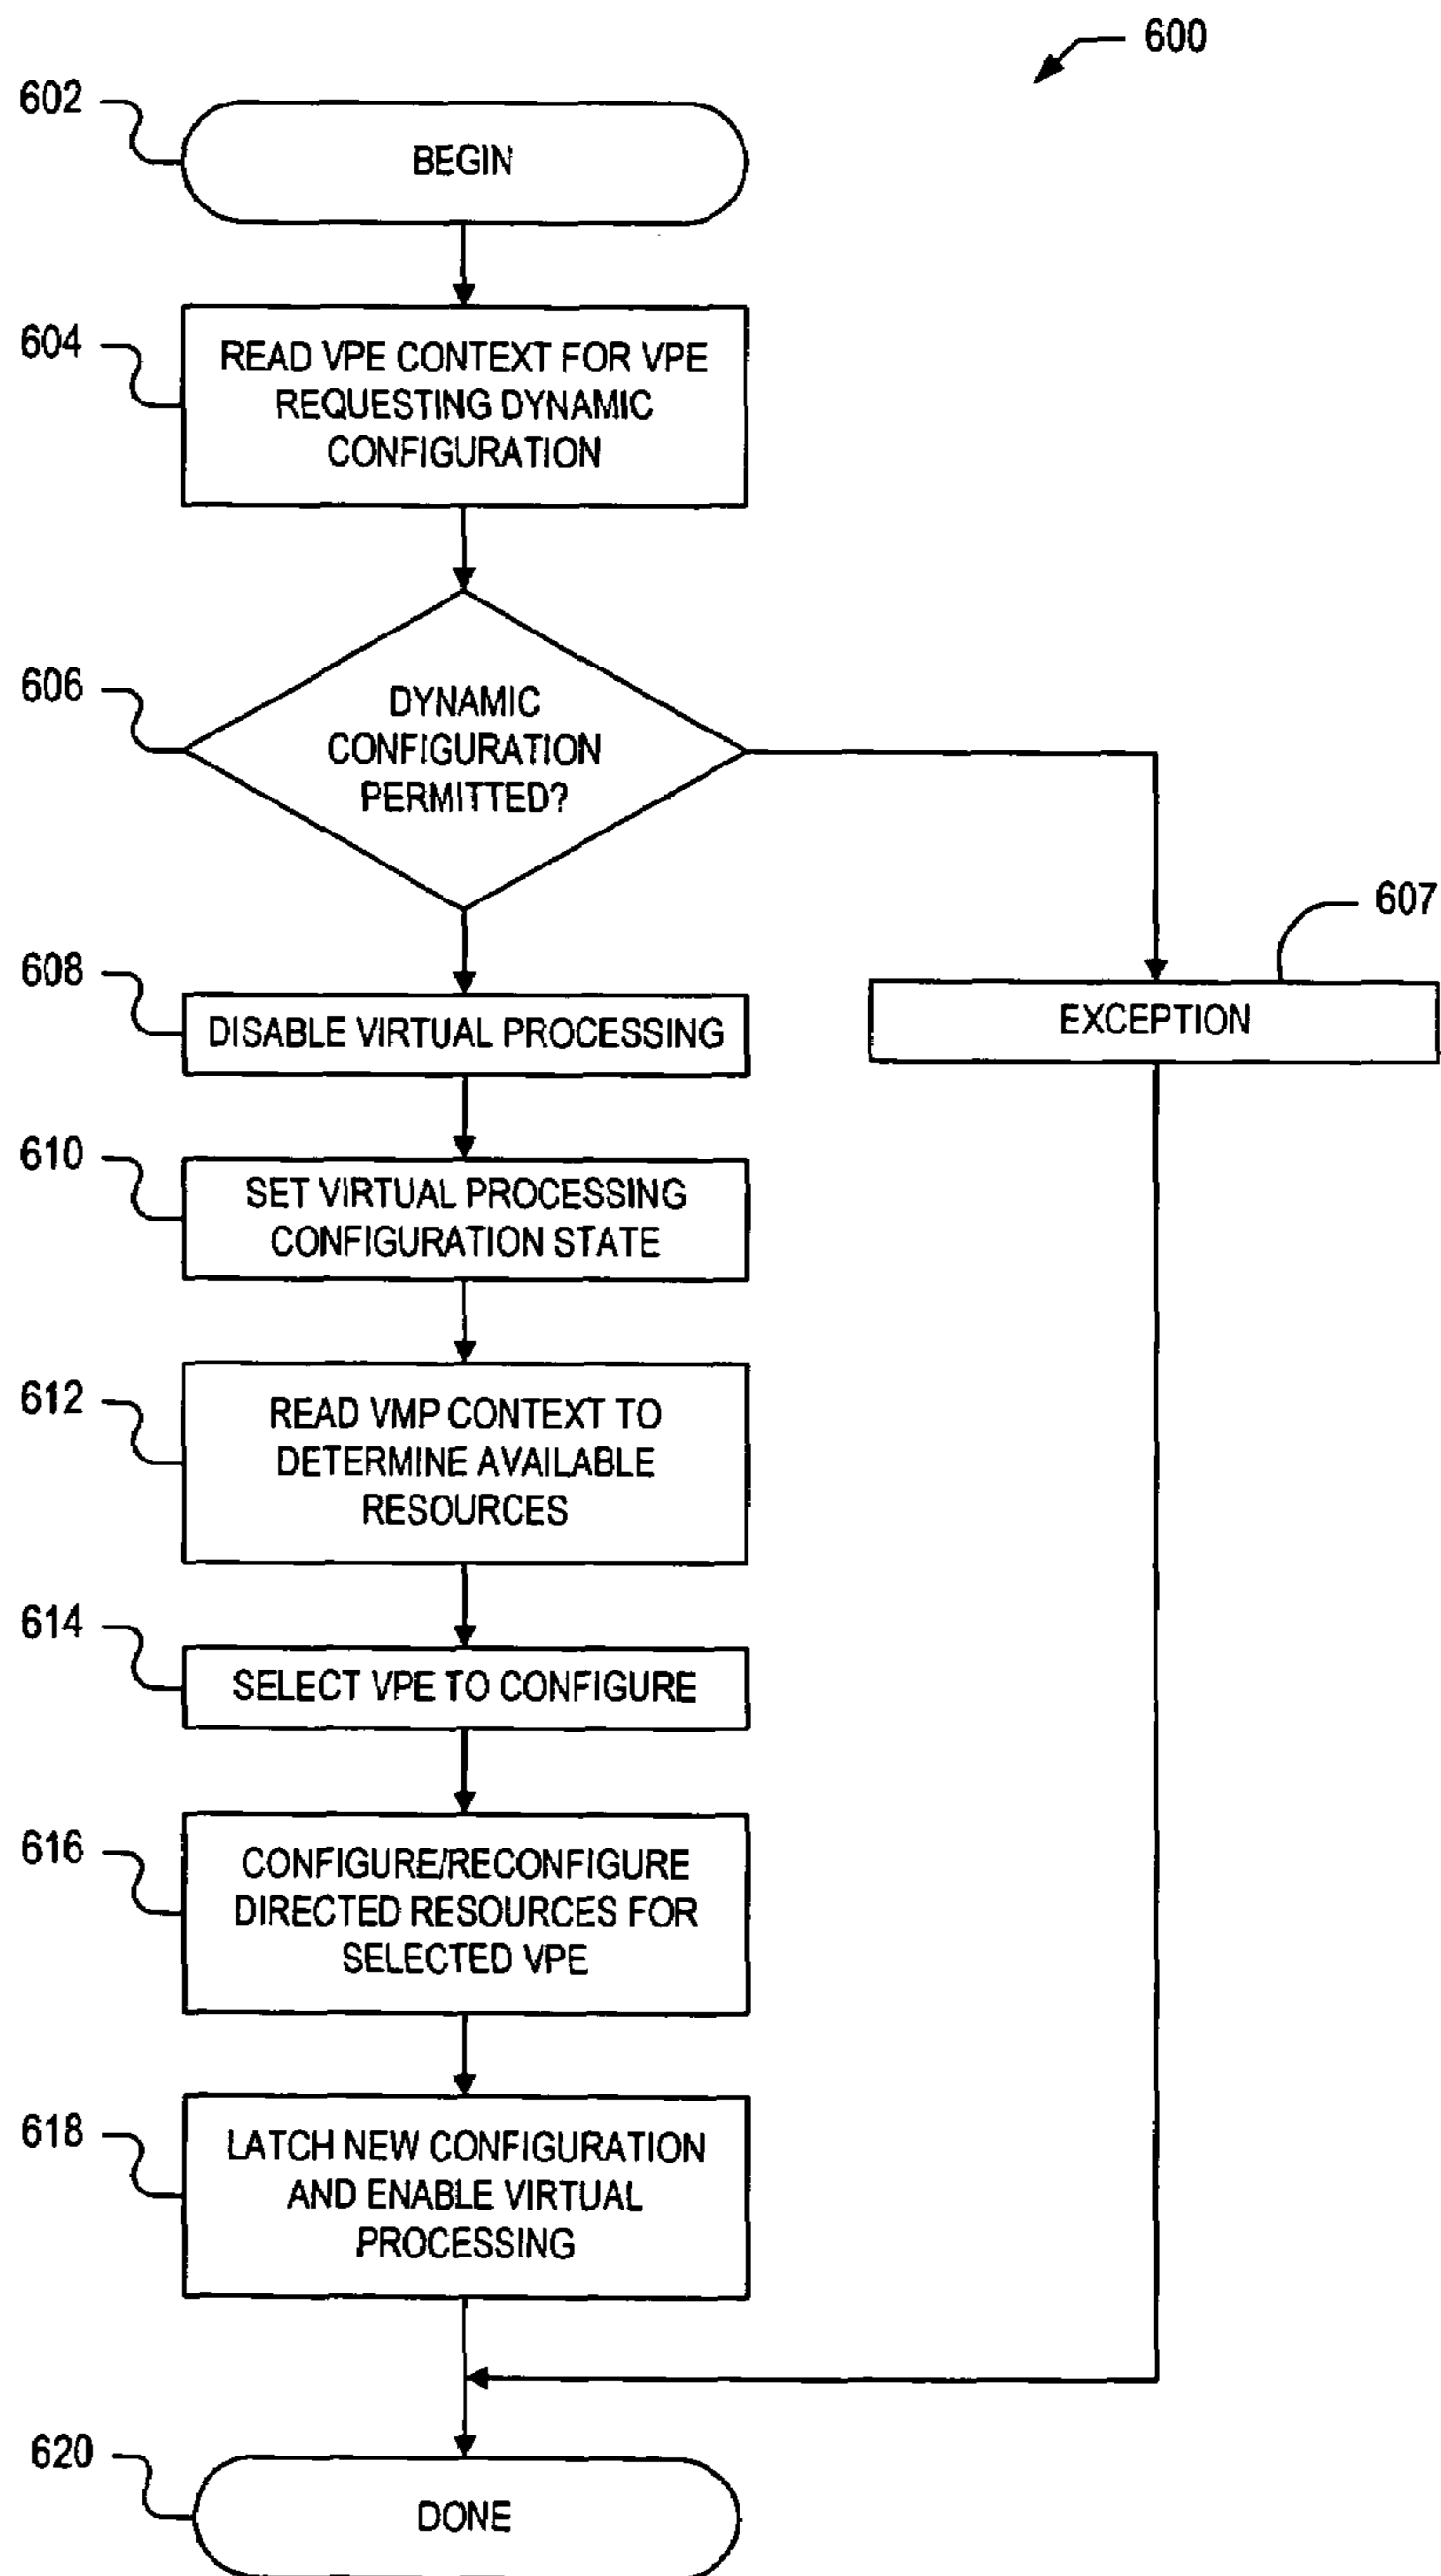 600
602
BEGIN
604
READ VPE CONTEXT FOR VPE
REQUESTING DYNAMIC
CONFIGURATION
606
DYNAMIC
CONFIGURATION
PERMITTED?
607
EXCEPTION
608
DISABLE VIRTUAL PROCESSING
610
SET VIRTUAL PROCESSING
CONFIGURATION STATE
612
READ VMP CONTEXT TO
DETERMINE AVAILABLE
RESOURCES
614
SELECT VPE TO CONFIGURE
616
CONFIGURE/RECONFIGURE
DIRECTED RESOURCES FOR
SELECTED VPE
618
LATCH NEW CONFIGURATION
AND ENABLE VIRTUAL
PROCESSING
620
DONE